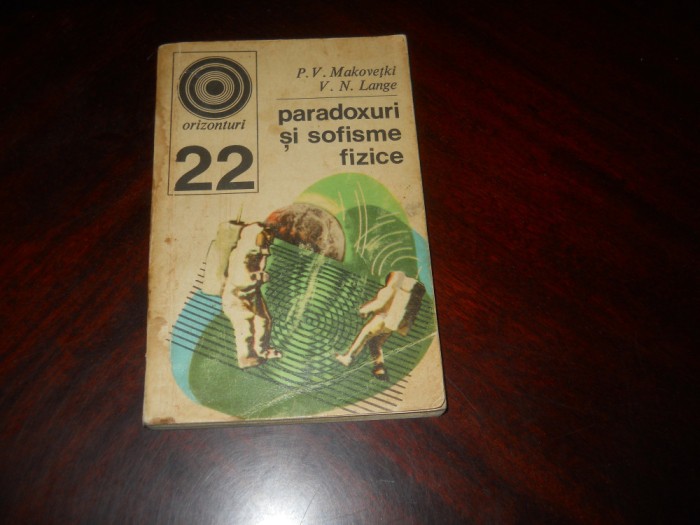 P. V. Makovețki
V. N. Lange
orizonturi
22
paradoxuri
și sofisme
fizice